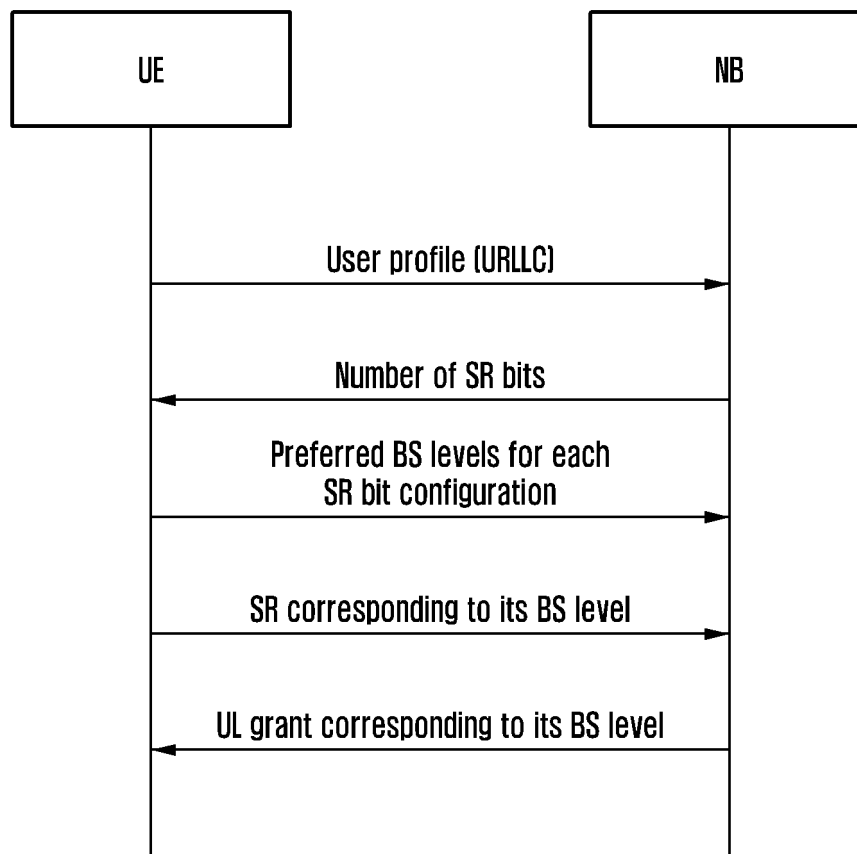 UE
NB
User profile (URLLC)
Number of SR bits
Preferred BS levels for each
SR bit configuration
SR corresponding to its BS level
UL grant corresponding to its BS level